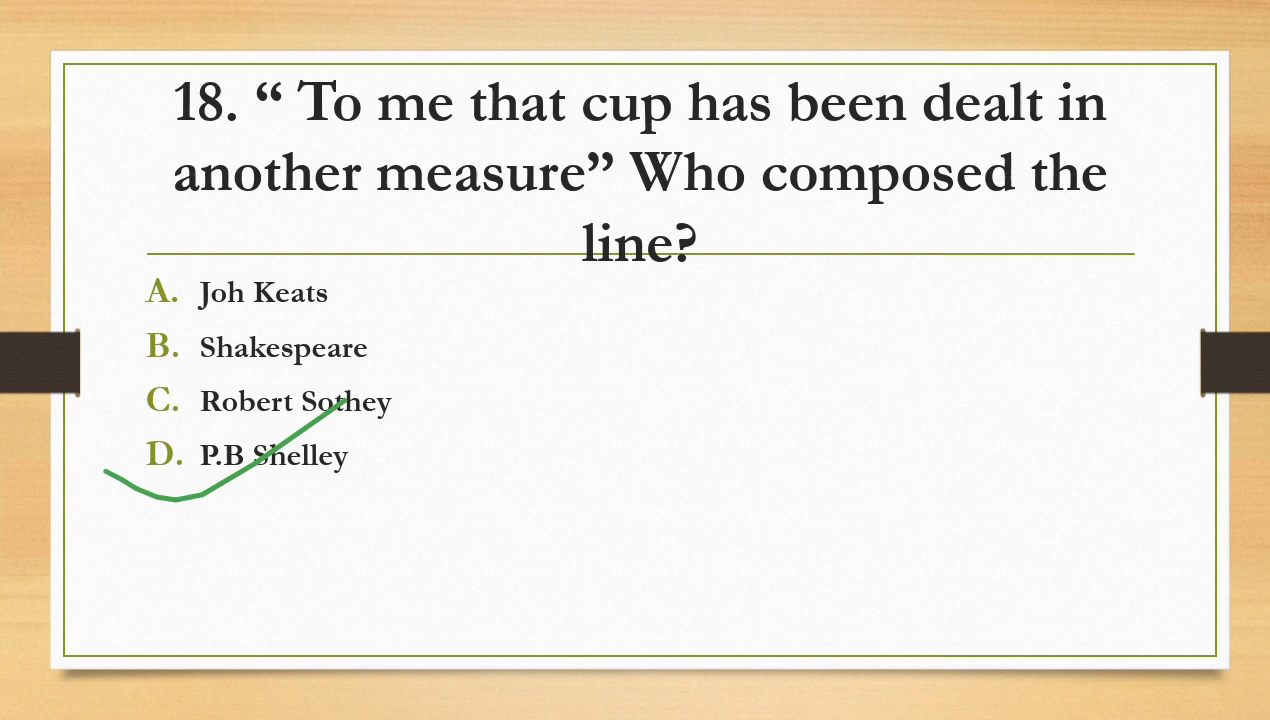 18. “ To me that cup has been dealt in
another measure” Who composed the
line?
A. Joh Keats
B. Shakespeare
C. Robert Sothey
D. P.B Shelley